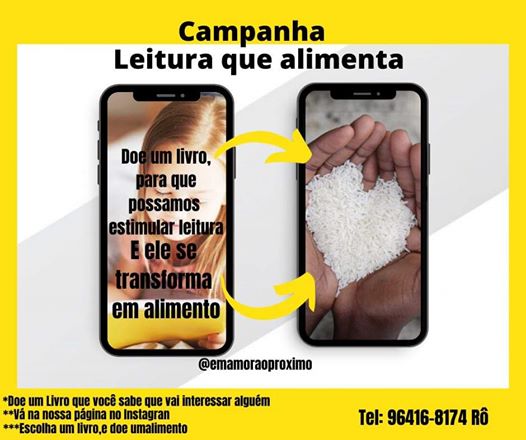 Campanha
Leitura que alimenta
Doe um livro,
para que
possamos
estimular leitura
E ele se
transforma
em alimento
@emamoraoproximo
*Doe um Livro que você sabe que vai interessar alguém
**Vá na nossa página no Instagran
***Escolha um livro,e doe umalimento
Tel: 96416-8174 Rô